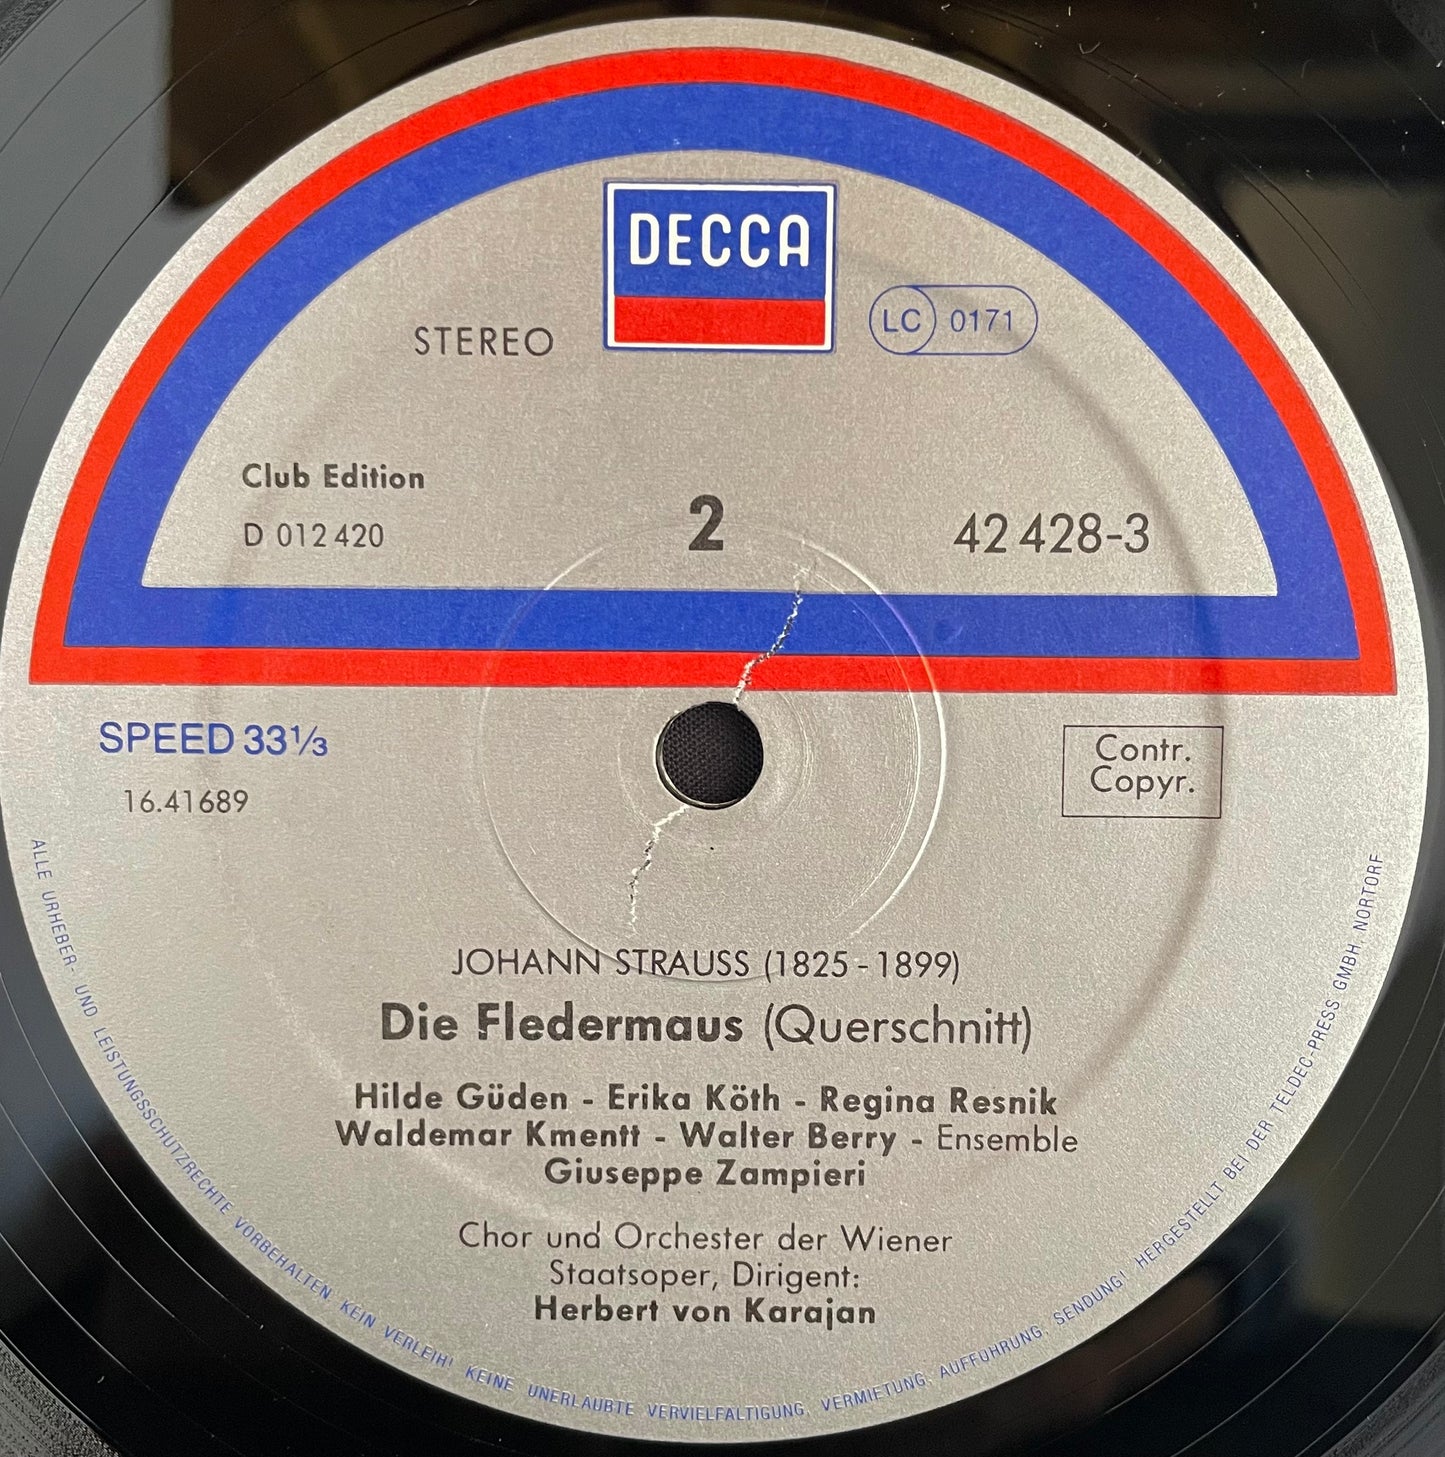 DECCA
STEREO
LC 0171
Club Edition
D 012 420
2
42 428-3
SPEED 33⅓
16.41689
Contr.
Copyr.
JOHANN STRAUSS (1825 - 1899)
Die Fledermaus (Querschnitt)
Hilde Güden - Erika Köth - Regina Resnik
Waldemar Kmentt - Walter Berry - Ensemble
Giuseppe Zampieri
Chor und Orchester der Wiener
Staatsoper, Dirigent:
Herbert von Karajan
ALLE URHEBER- UND LEISTUNGSSCHUTZRECHTE VORBEHALTEN. KEIN VERLEIH! KEINE UNERLAUBTE VERVIELFÄLTIGUNG, VERMIETUNG, AUFFÜHRUNG, SENDUNG! HERGESTELLT BEI DER TELDEC-PRESS GMBH, NORTORF